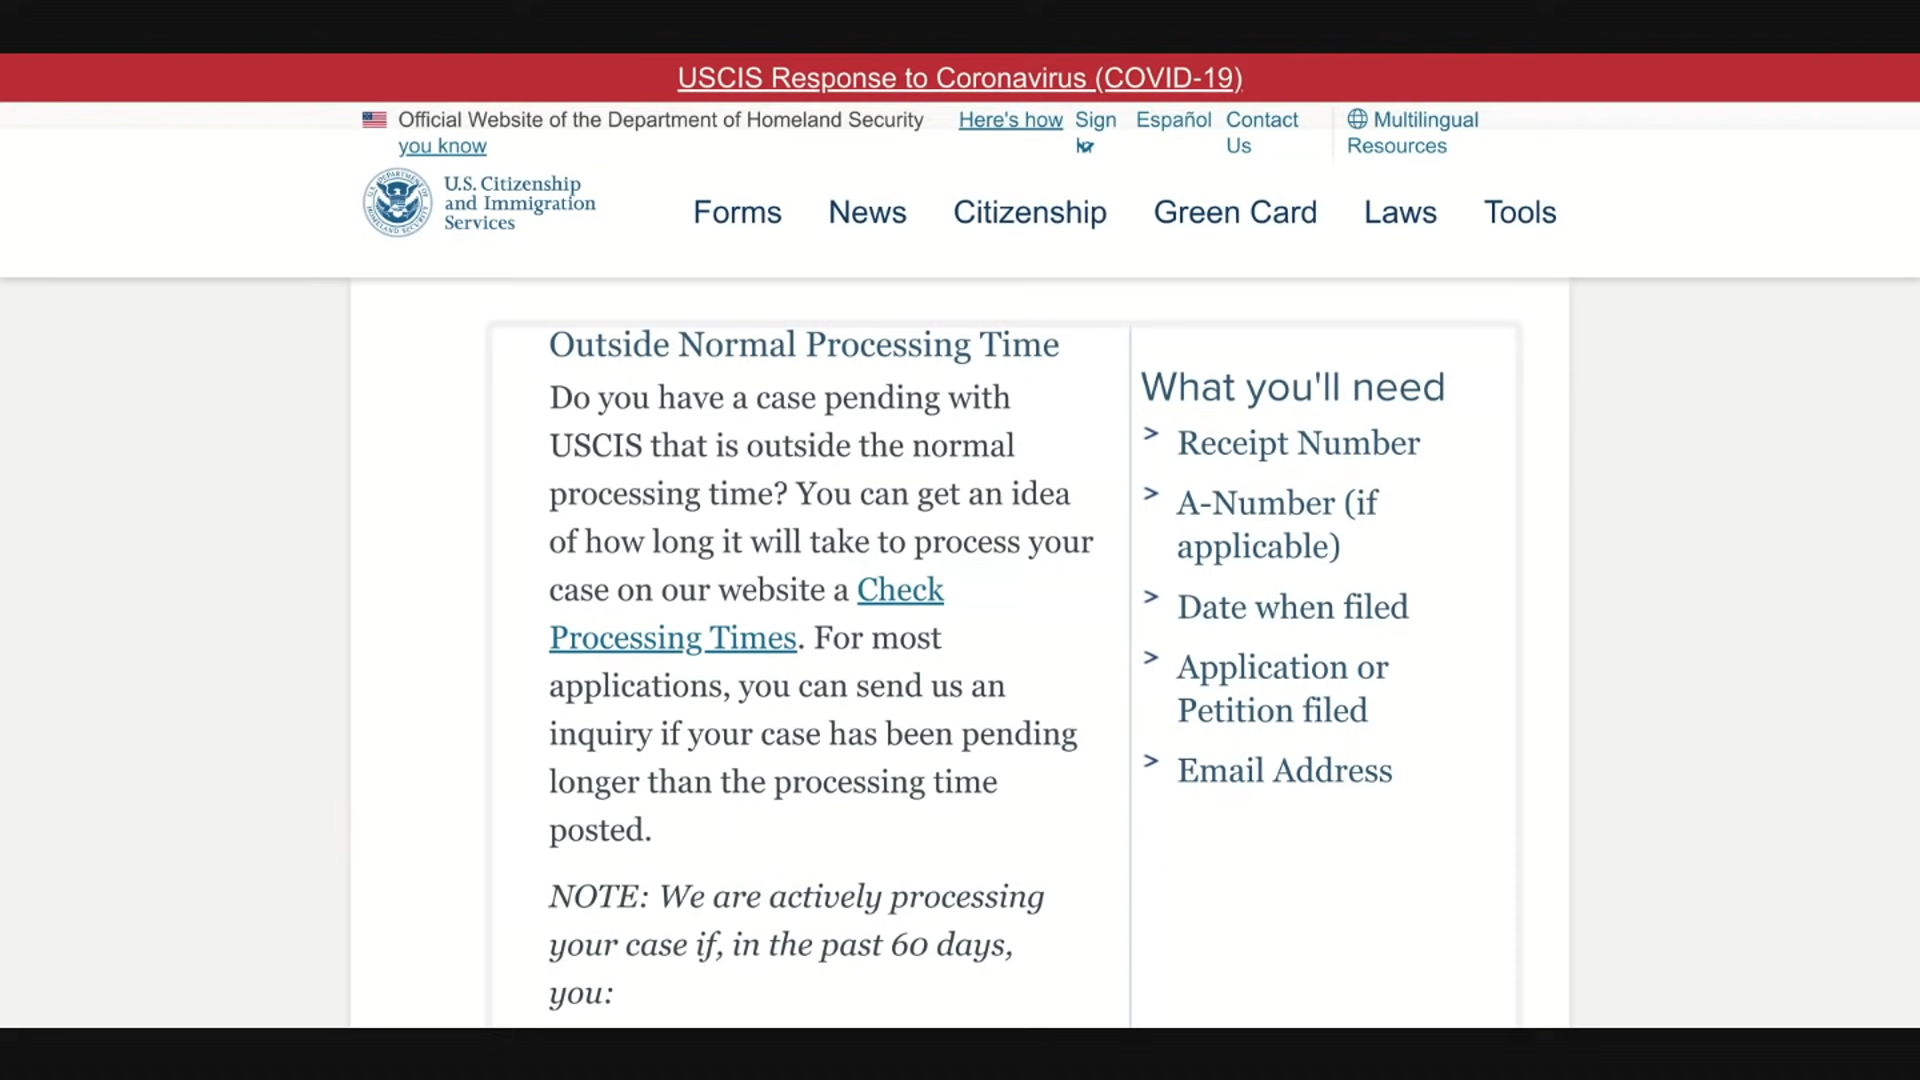 USCIS Response to Coronavirus (COVID-19)
Official Website of the Department of Homeland Security Here's how you know
Sign In
Español
Contact Us
Multilingual Resources
U.S. Citizenship
and Immigration
Services
Forms News Citizenship Green Card Laws Tools
Outside Normal Processing Time
Do you have a case pending with
USCIS that is outside the normal
processing time? You can get an idea
of how long it will take to process your
case on our website a Check
Processing Times. For most
applications, you can send us an
inquiry if your case has been pending
longer than the processing time
posted.
NOTE: We are actively processing
your case if, in the past 60 days,
you:
What you'll need
> Receipt Number
> A-Number (if
applicable)
> Date when filed
> Application or
Petition filed
> Email Address